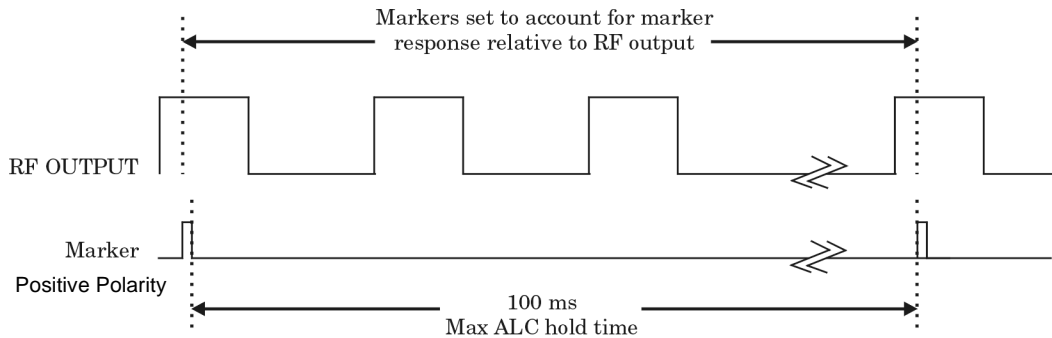 Markers set to account for marker
response relative to RF output
RF OUTPUT
Marker
Positive Polarity
100 ms
Max ALC hold time